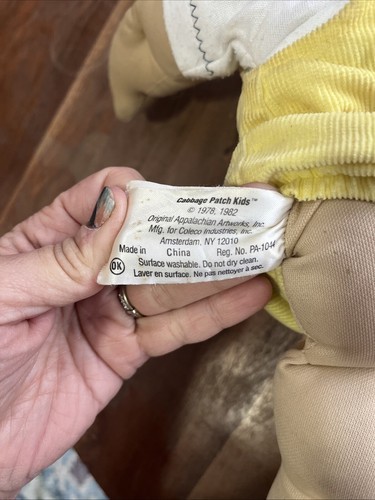 Cabbage Patch Kids™
© 1978, 1982
Original Appalachian Artworks, Inc.
Mfg. for Coleco Industries, Inc.
Amsterdam, NY 12010
Made in China Reg. No. PA-1044
OK Surface washable. Do not dry clean.
Laver en surface. Ne pas nettoyer à sec.